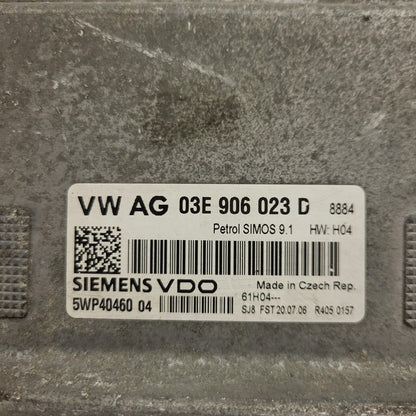 VW AG 03E 906 023 D 8884
Petrol SIMOS 9.1 HW: H04
SIEMENS VDO Made in Czech Rep.
5WP40460 04 61H04---
SJ8 FST 20.07.06 R405 0157